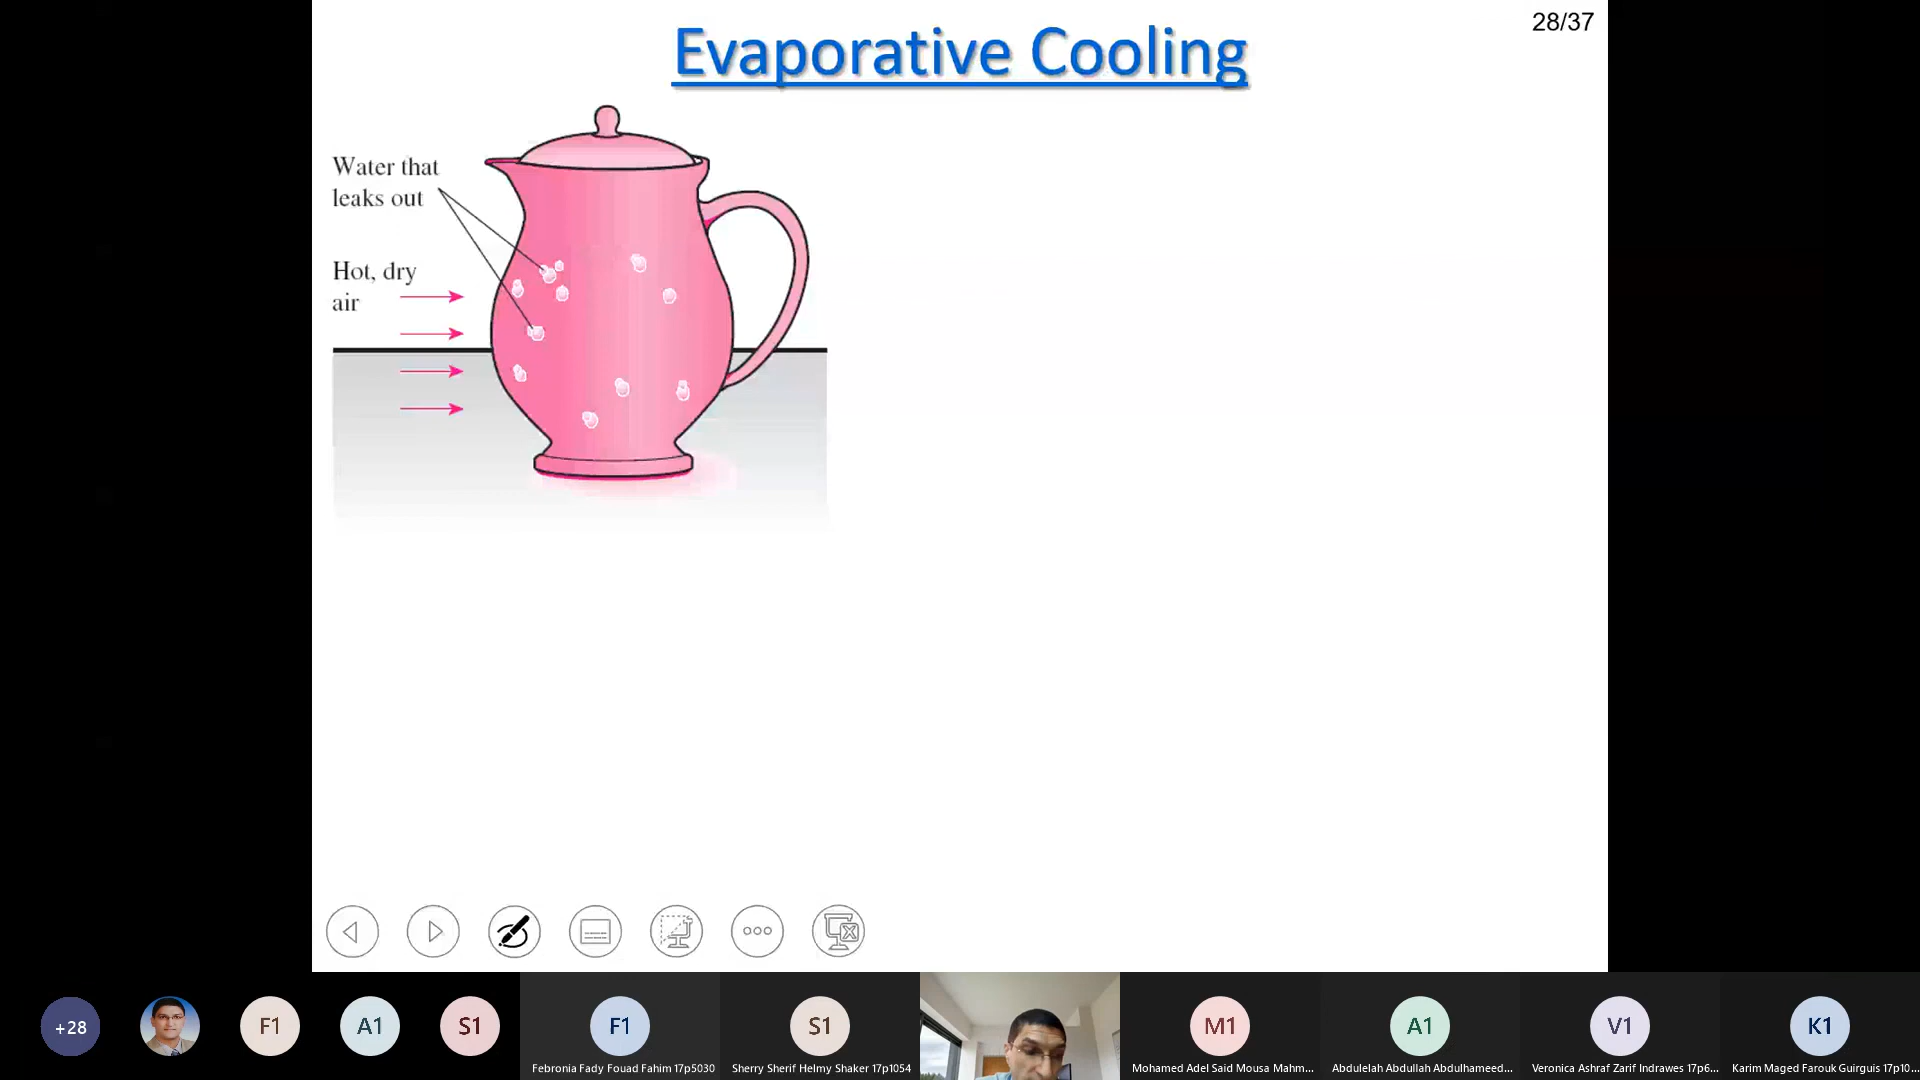 28/37
Evaporative Cooling
Water that
leaks out
Hot, dry
air
+28
F1
A1
S1
F1
S1
M1
A1
V1
K1
Febronia Fady Fouad Fahim 17p5030
Sherry Sherif Helmy Shaker 17p1054
Mohamed Adel Said Mousa Mahm...
Abdulelah Abdullah Abdulhameed...
Veronica Ashraf Zarif Indrawes 17p6...
Karim Maged Farouk Guirguis 17p10...